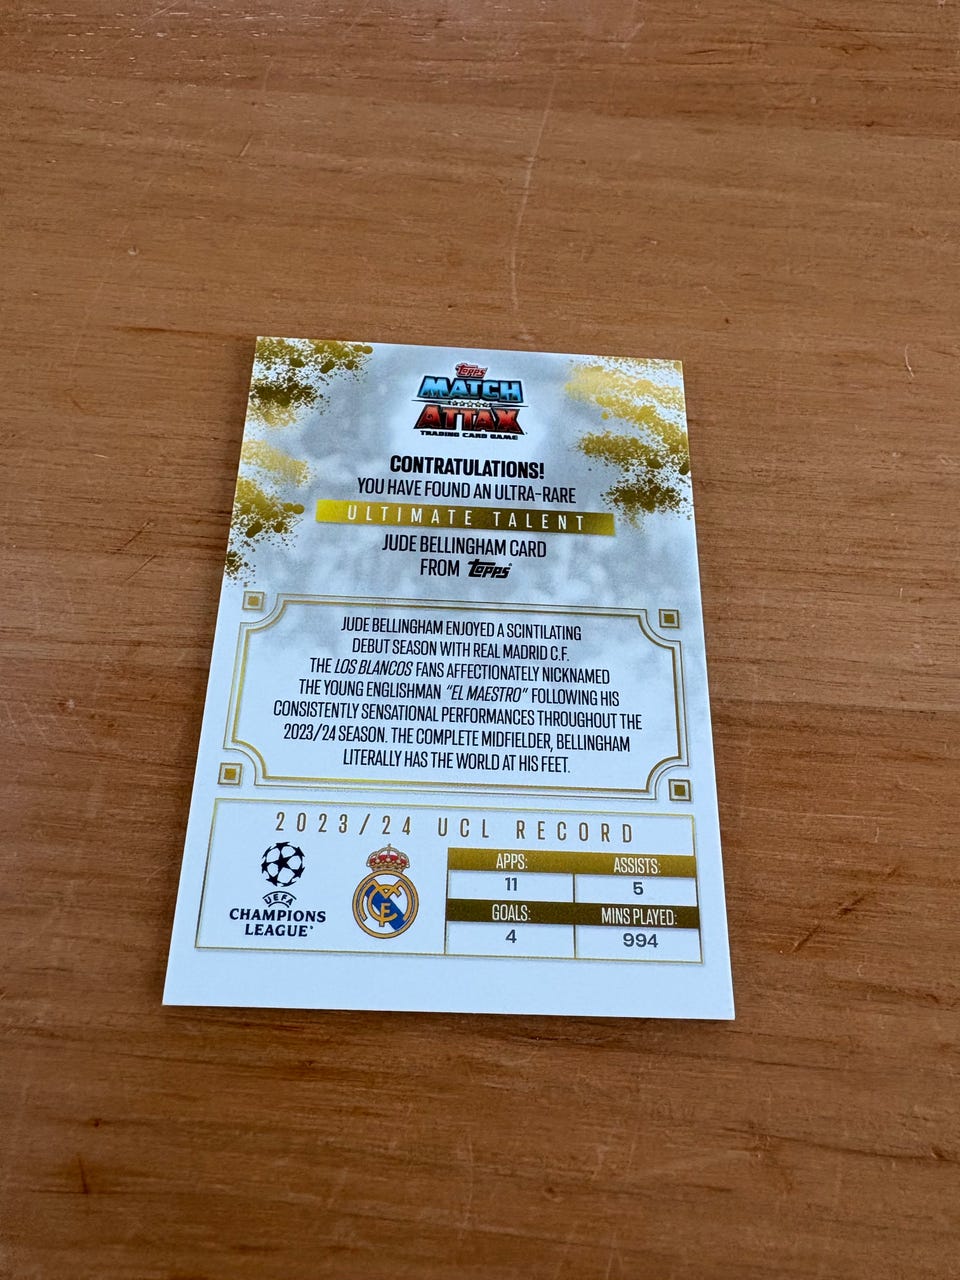 Topps
MATCH
ATTAX
TRADING CARD GAME
CONTRATULATIONS!
YOU HAVE FOUND AN ULTRA-RARE
ULTIMATE TALENT
JUDE BELLINGHAM CARD
FROM Topps
JUDE BELLINGHAM ENJOYED A SCINTILATING
DEBUT SEASON WITH REAL MADRID C.F.
THE LOS BLANCOS FANS AFFECTIONATELY NICKNAMED
THE YOUNG ENGLISHMAN "EL MAESTRO" FOLLOWING HIS
CONSISTENTLY SENSATIONAL PERFORMANCES THROUGHOUT THE
2023/24 SEASON. THE COMPLETE MIDFIELDER, BELLINGHAM
LITERALLY HAS THE WORLD AT HIS FEET.
2023/24 UCL RECORD
UEFA
CHAMPIONS
LEAGUE®
APPS: ASSISTS:
11 5
GOALS: MINS PLAYED:
4 994